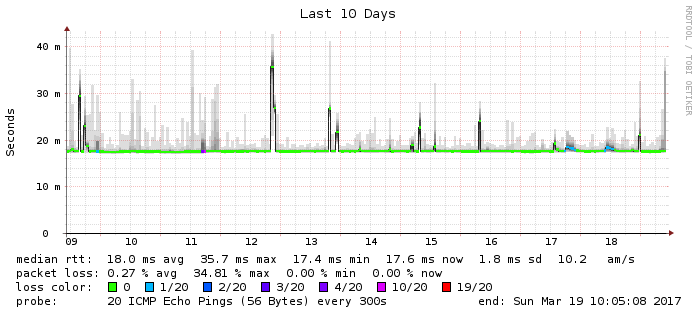 Last 10 Days
RRDTOOL / TOBI OETIKER
Seconds
40 m
30 m
20 m
10 m
0
09 10 11 12 13 14 15 16 17 18
median rtt: 18.0 ms avg 35.7 ms max 17.4 ms min 17.6 ms now 1.8 ms sd 10.2 am/s
packet loss: 0.27 % avg 34.81 % max 0.00 % min 0.00 % now
loss color: 0 1/20 2/20 3/20 4/20 10/20 19/20
probe: 20 ICMP Echo Pings (56 Bytes) every 300s end: Sun Mar 19 10:05:08 2017